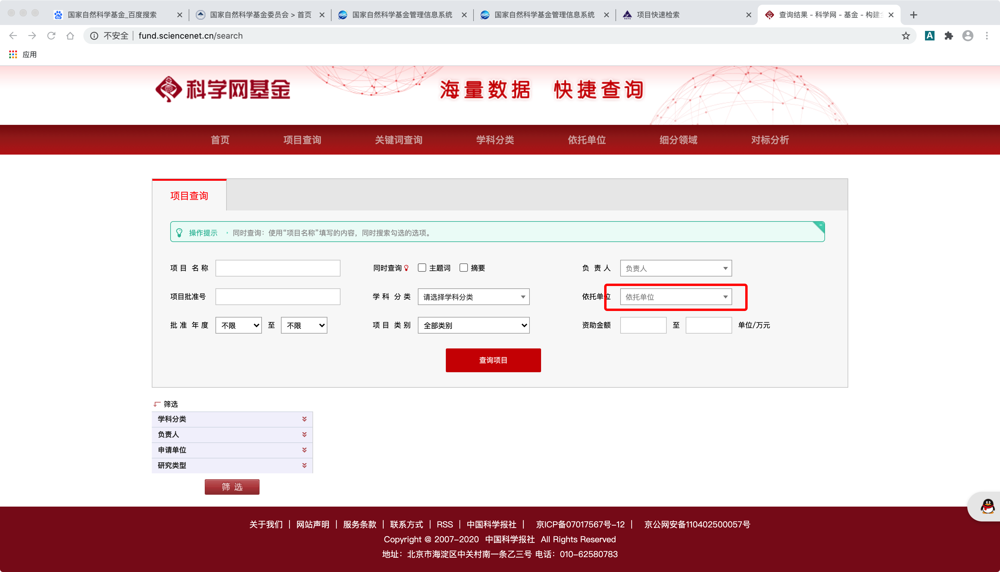 国家自然科学基金_百度搜索
国家自然科学基金委员会 > 首页
国家自然科学基金管理信息系统
国家自然科学基金管理信息系统
项目快速检索
查询结果 - 科学网 - 基金 - 构建
不安全 fund.sciencenet.cn/search
应用
科学网基金
海量数据 快捷查询
首页 项目查询 关键词查询 学科分类 依托单位 细分领域 对标分析
项目查询
操作提示 同时查询：使用“项目名称”填写的内容，同时搜索勾选的选项。
项目名称 同时查询 主题词 摘要 负责人 负责人
项目批准号 学科分类 请选择学科分类 依托单位 依托单位
批准年度 不限 至 不限 项目类别 全部类别 资助金额 至 单位/万元
查询项目
筛选
学科分类
负责人
申请单位
研究类型
筛 选
关于我们 | 网站声明 | 服务条款 | 联系方式 | RSS | 中国科学报社 | 京ICP备07017567号-12 | 京公网安备110402500057号
Copyright @ 2007-2020 中国科学报社 All Rights Reserved
地址：北京市海淀区中关村南一条乙三号 电话：010-62580783